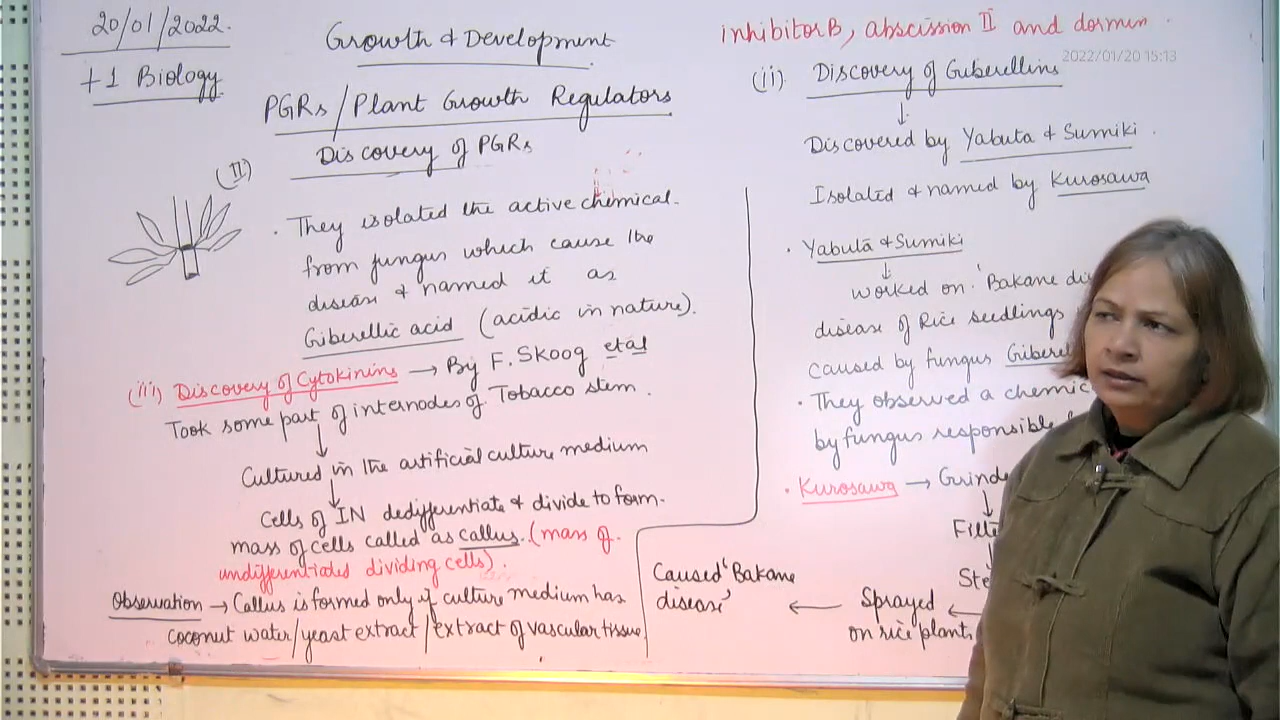 20/01/2022.
+1 Biology
Growth & Development
PGRs/Plant Growth Regulators
Discovery of PGRs
(II)
. They isolated the active chemical
from fungus which cause the
disease & named it as
Giberellic acid (acidic in nature).
(iii) Discovery of Cytokinins → By F. Skoog etal
Took some part of internodes of Tobacco stem.
↓
Cultured in the artificial culture medium
↓
Cells of IN dedifferentiate & divide to form
mass of cells called as callus. (mass of
undifferentiated dividing cells).
Observation → Callus is formed only if culture medium has
coconut water/yeast extract/extract of vascular tissue
inhibitor B, abscission II and dormin.
2022/01/20 15:13
(ii). Discovery of Guberellins
↓
Discovered by Yabuta & Sumiki.
Isolated & named by Kurosawa
. Yabuta & Sumiki
↓
worked on 'Bakane
disease of Rice seedlings
caused by fungus
. They observed a
by fungus responsible
. Kurosawa →
↓
↓
Sprayed ←
on rice plants
←
Caused 'Bakane
disease'